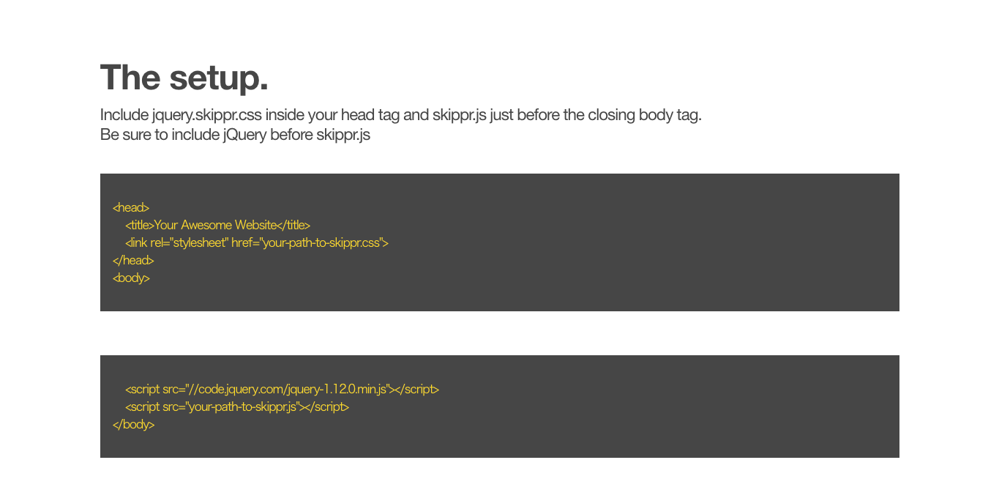 The setup.
Include jquery.skippr.css inside your head tag and skippr.js just before the closing body tag.
Be sure to include jQuery before skippr.js
<head>
<title>Your Awesome Website</title>
<link rel="stylesheet" href="your-path-to-skippr.css">
</head>
<body>
<script src="//code.jquery.com/jquery-1.12.0.min.js"></script>
<script src="your-path-to-skippr.js"></script>
</body>